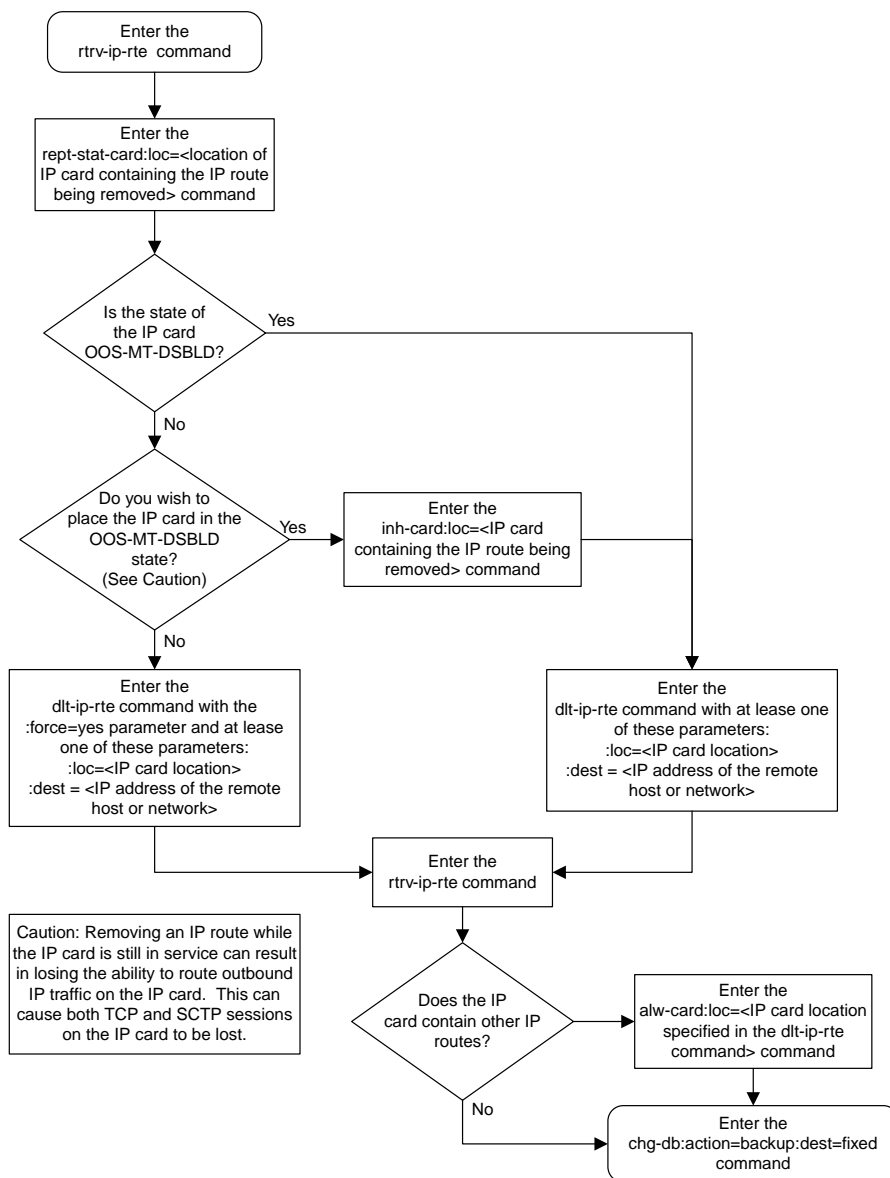 Enter the
rtrv-ip-rte  command
Enter the
rept-stat-card:loc=<location of
IP card containing the IP route
being removed> command
Is the state of
the IP card
OOS-MT-DSBLD?
Yes
No
Do you wish to
place the IP card in the
OOS-MT-DSBLD
state?
(See Caution)
Yes
Enter the
inh-card:loc=<IP card
containing the IP route being
removed> command
No
Enter the
dlt-ip-rte command with the
:force=yes parameter and at lease
one of these parameters:
:loc=<IP card location>
:dest = <IP address of the remote
host or network>
Enter the
dlt-ip-rte command with at lease one
of these parameters:
:loc=<IP card location>
:dest = <IP address of the remote
host or network>
Enter the
rtrv-ip-rte command
Caution: Removing an IP route while
the IP card is still in service can result
in losing the ability to route outbound
IP traffic on the IP card.  This can
cause both TCP and SCTP sessions
on the IP card to be lost.
Does the IP
card contain other IP
routes?
Enter the
alw-card:loc=<IP card location
specified in the dlt-ip-rte
command> command
No
Enter the
chg-db:action=backup:dest=fixed
command